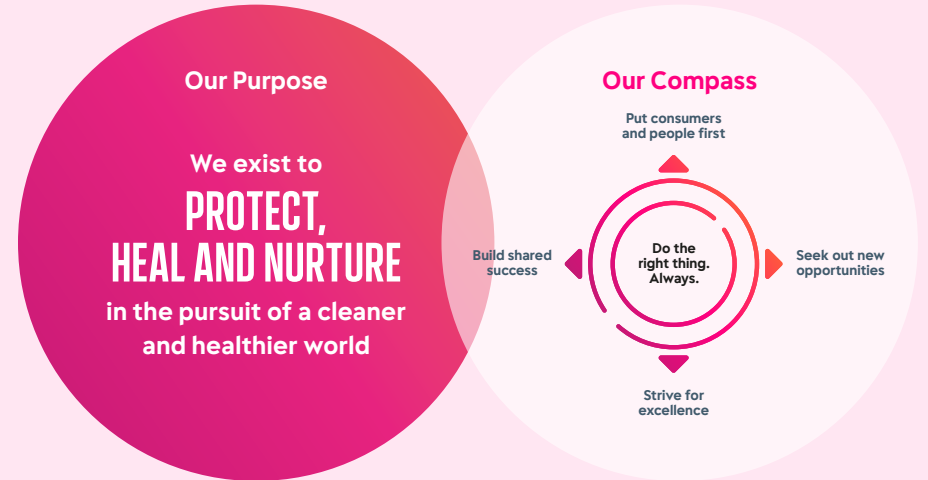 Our Purpose
We exist to
PROTECT,
HEAL AND NURTURE
in the pursuit of a cleaner
and healthier world
Our Compass
Put consumers
and people first
Build shared
success
Do the
right thing.
Always.
Seek out new
opportunities
Strive for
excellence